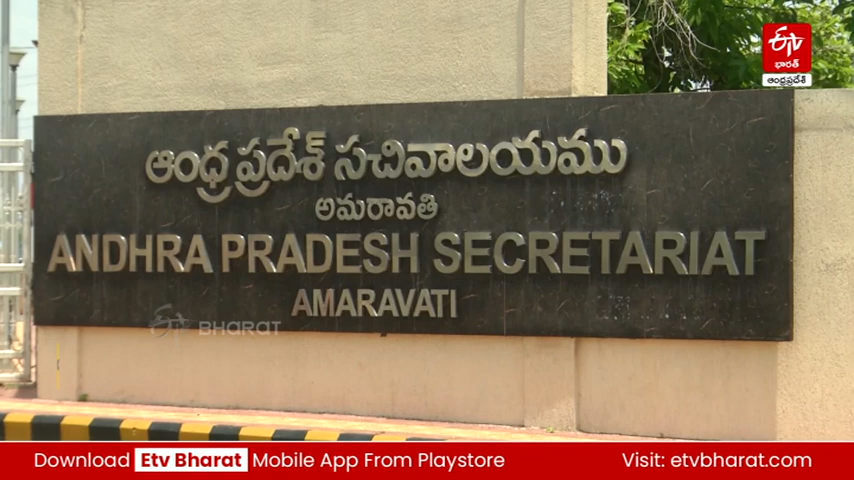 etv
భారత్
ఆంధ్రప్రదేశ్
ఆంధ్ర ప్రదేశ్ సచివాలయము
అమరావతి
ANDHRA PRADESH SECRETARIAT
AMARAVATI
etv BHARAT
Download Etv Bharat Mobile App From Playstore
Visit: etvbharat.com